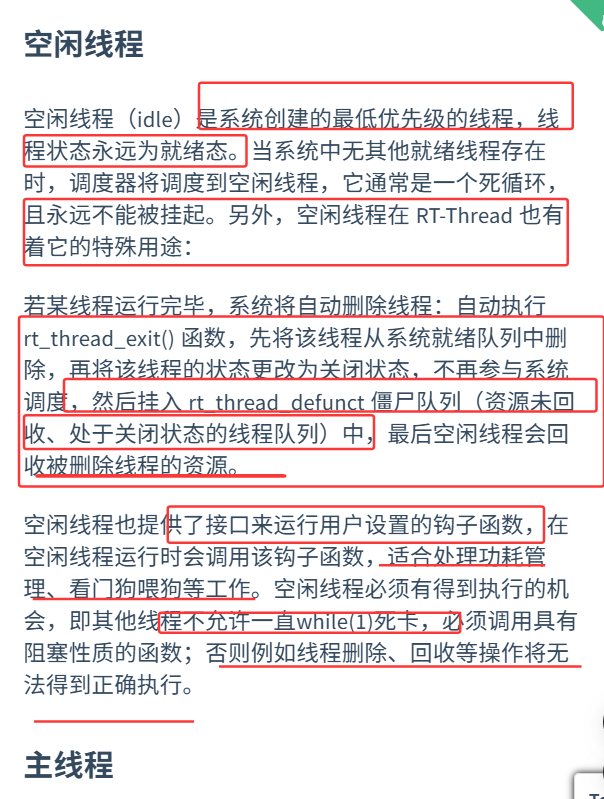 空闲线程
空闲线程（idle）是系统创建的最低优先级的线程，线
程状态永远为就绪态。当系统中无其他就绪线程存在
时，调度器将调度到空闲线程，它通常是一个死循环，
且永远不能被挂起。另外，空闲线程在 RT-Thread 也有
着它的特殊用途：
若某线程运行完毕，系统将自动删除线程：自动执行
rt_thread_exit() 函数，先将该线程从系统就绪队列中删
除，再将该线程的状态更改为关闭状态，不再参与系统
调度，然后挂入 rt_thread_defunct 僵尸队列（资源未回
收、处于关闭状态的线程队列）中，最后空闲线程会回
收被删除线程的资源。
空闲线程也提供了接口来运行用户设置的钩子函数，在
空闲线程运行时会调用该钩子函数，适合处理功耗管
理、看门狗喂狗等工作。空闲线程必须有得到执行的机
会，即其他线程不允许一直while(1)死卡，必须调用具有
阻塞性质的函数；否则例如线程删除、回收等操作将无
法得到正确执行。
主线程